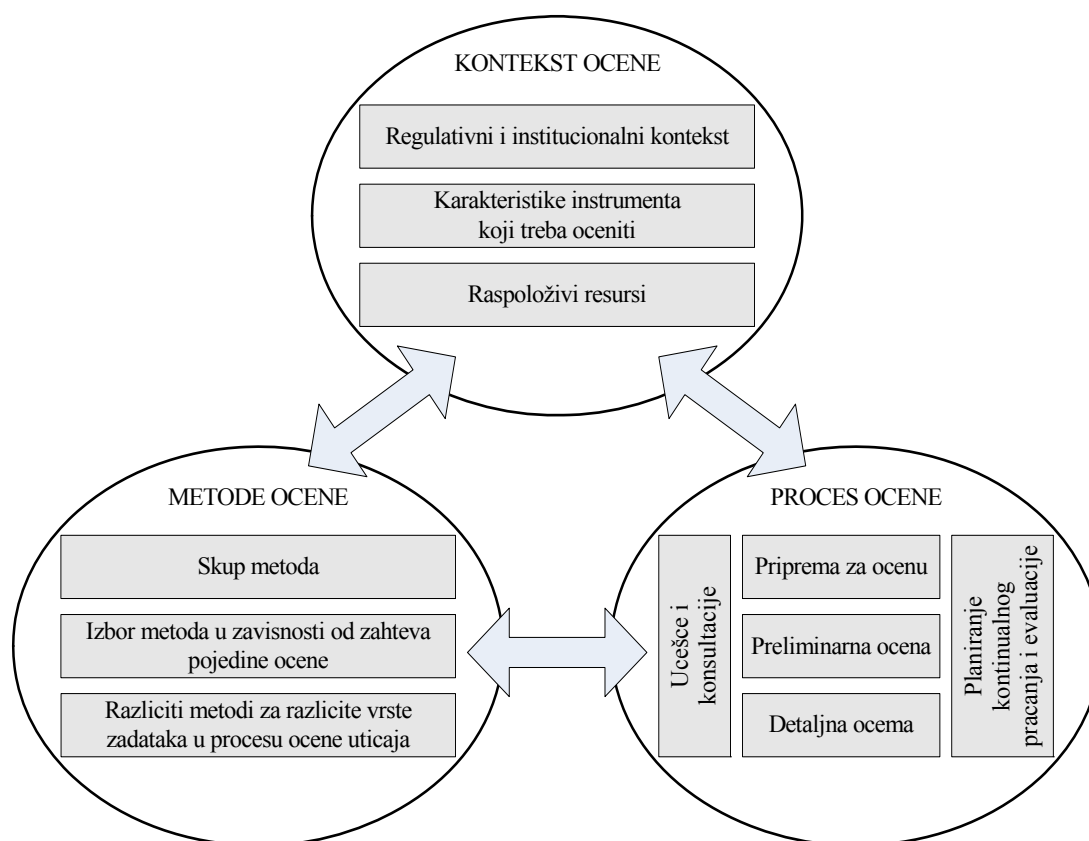 KONTEKST OCENE
Regulativni i institucionalni kontekst
Karakteristike instrumenta
koji treba oceniti
Raspoloživi resursi
METODE OCENE
Skup metoda
Izbor metoda u zavisnosti od zahteva
pojedine ocene
Razliciti metodi za razlicite vrste
zadataka u procesu ocene uticaja
PROCES OCENE
Ucešce i
konsultacije
Priprema za ocenu
Preliminarna ocena
Detaljna ocema
Planiranje
kontinualnog
pracanja i evaluacije